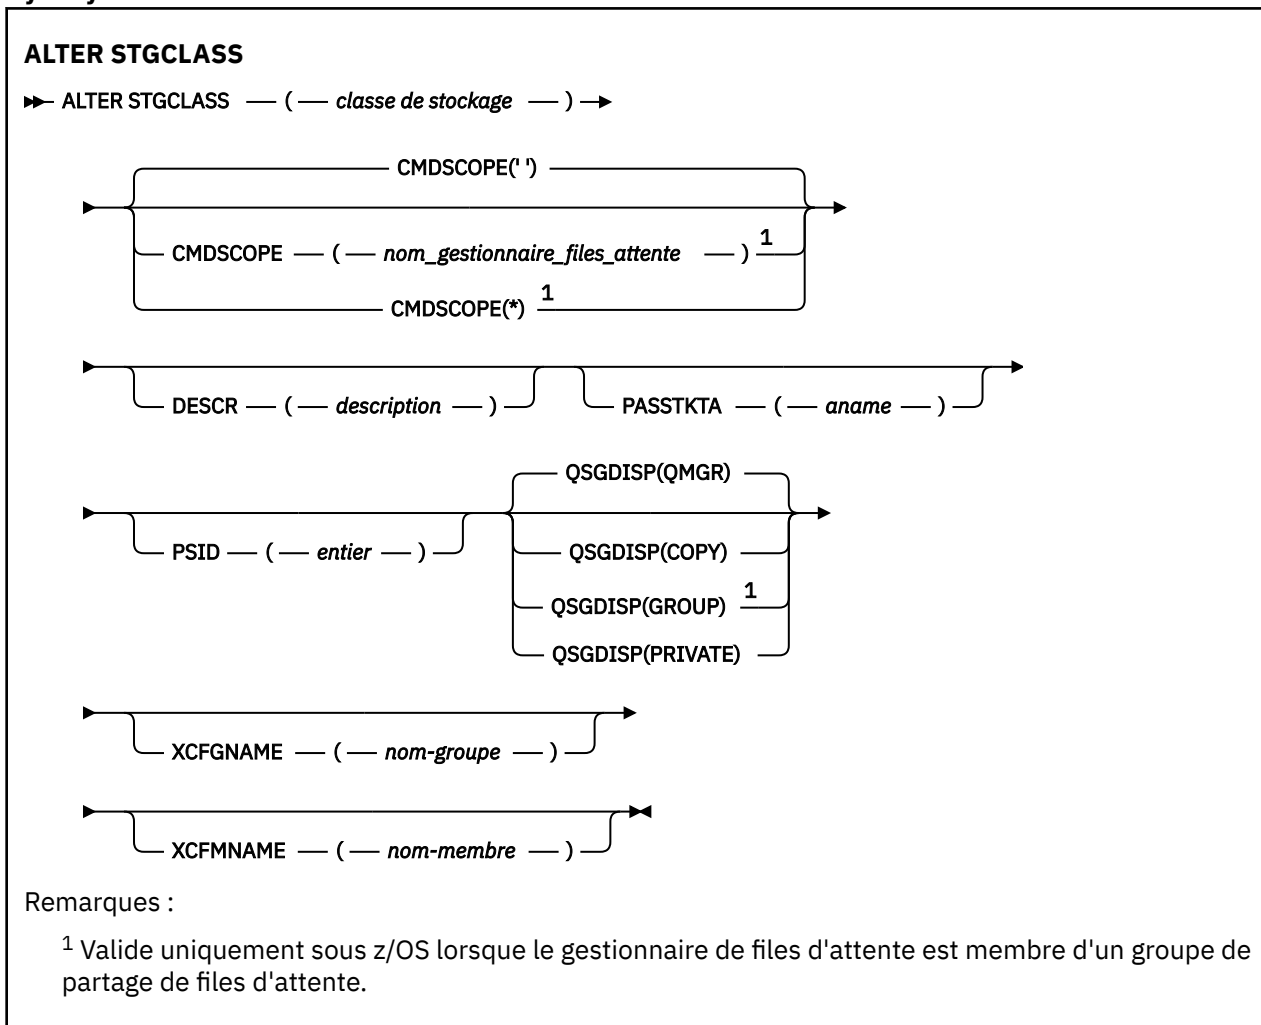 ALTER STGCLASS
ALTER STGCLASS ( classe de stockage )
CMDSCOPE(' ')
CMDSCOPE ( nom_gestionnaire_files_attente ) 1
CMDSCOPE(*) 1
DESCR ( description ) PASSTKTA ( aname )
QSGDISP(QMGR)
PSID ( entier ) QSGDISP(COPY)
QSGDISP(GROUP) 1
QSGDISP(PRIVATE)
XCFGNAME ( nom-groupe )
XCFMNAME ( nom-membre )
Remarques :
1 Valide uniquement sous z/OS lorsque le gestionnaire de files d'attente est membre d'un groupe de
partage de files d'attente.